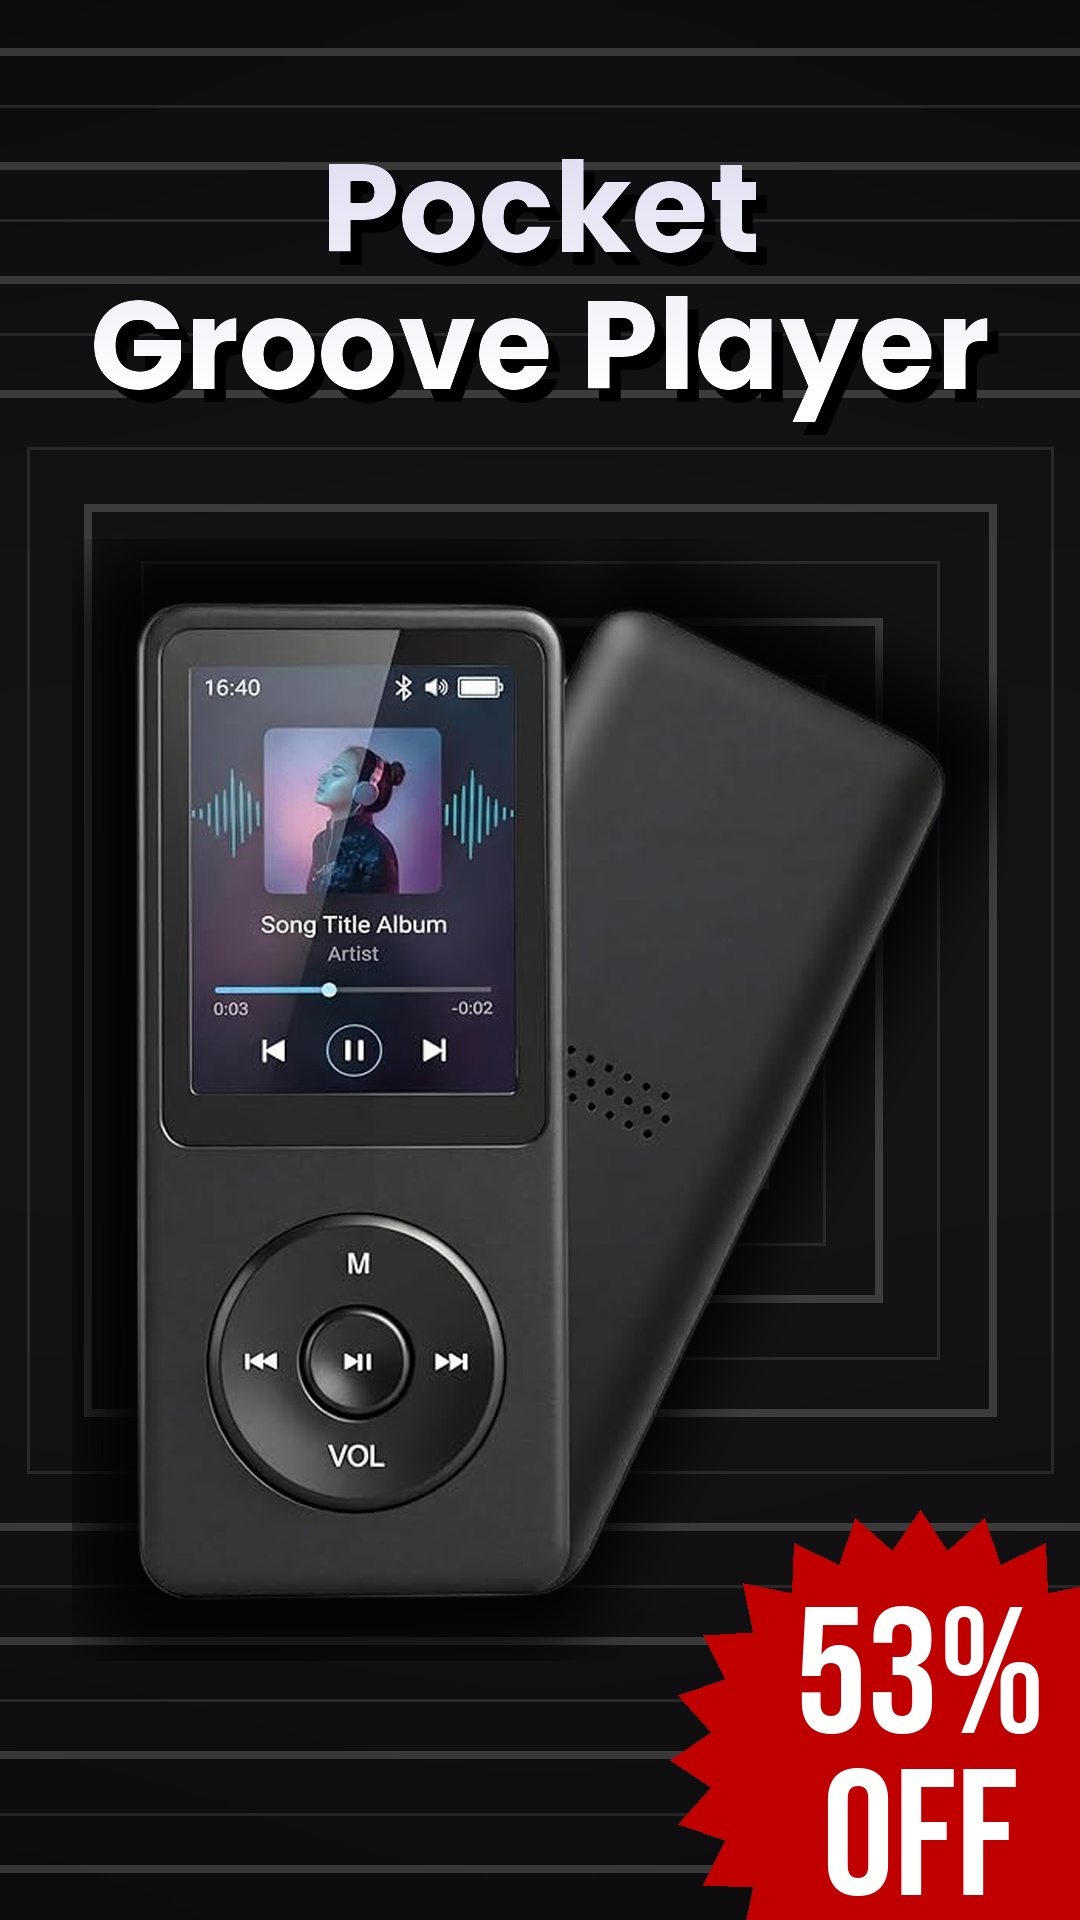 Pocket
Groove Player
16:40
Song Title Album
Artist
0:03 -0:02
M
VOL
53%
OFF